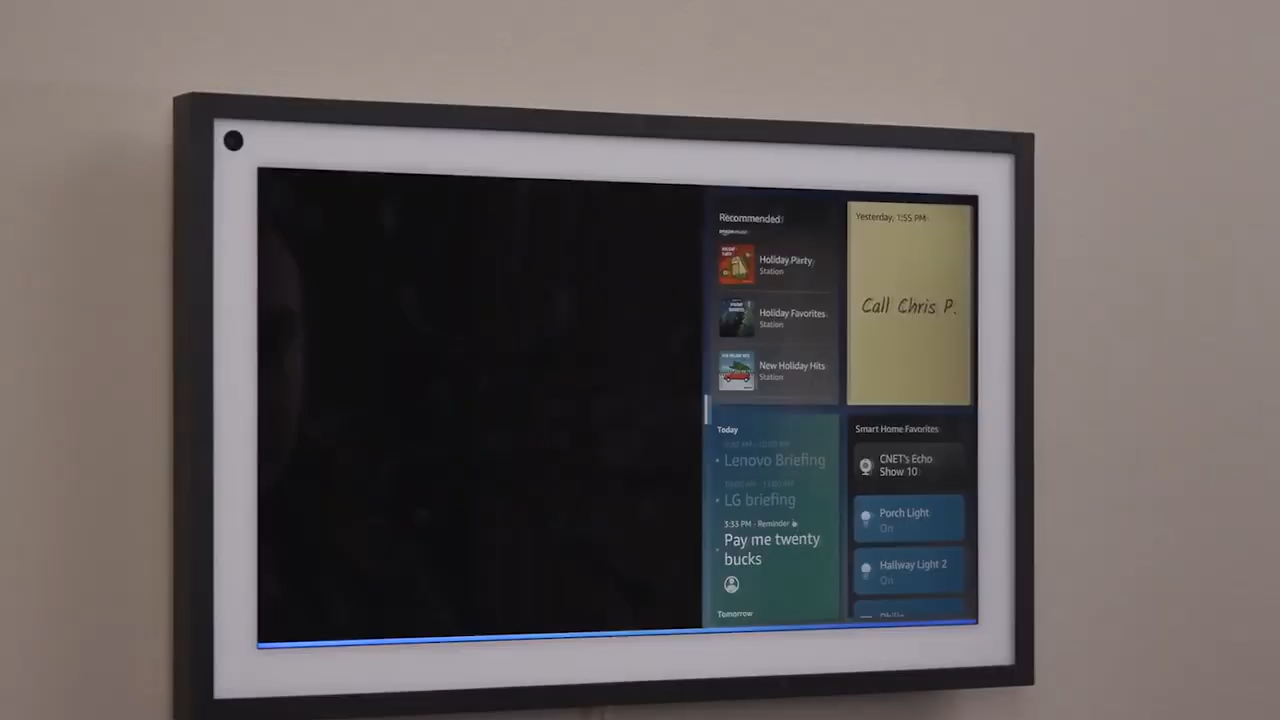 Recommended
amazon music
Holiday Party
Station
Holiday Favorites
Station
New Holiday Hits
Station
Yesterday, 1:55 PM
Call Chris P.
Today
Lenovo Briefing
LG briefing
3:33 PM - Reminder
Pay me twenty
bucks
Tomorrow
Smart Home Favorites
CNET's Echo
Show 10
Porch Light
On
Hallway Light 2
On